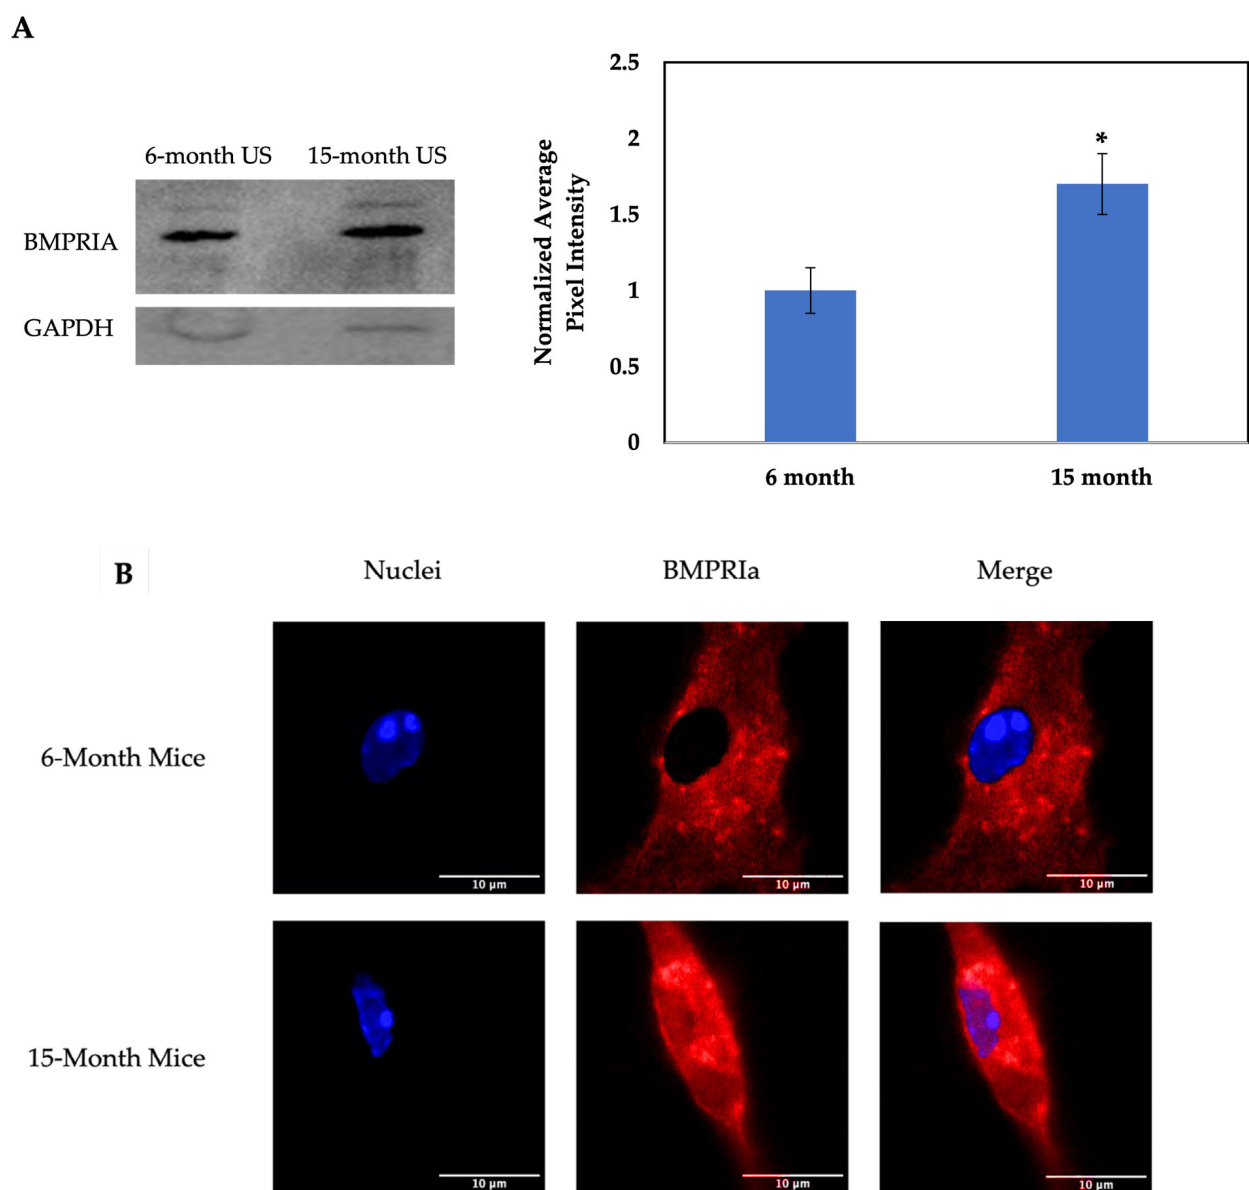 A
6-month US 15-month US
BMPRIA
GAPDH
Normalized Average
Pixel Intensity
2.5
2
1.5
1
0.5
0
*
6 month 15 month
B
Nuclei BMPRIa Merge
6-Month Mice
10 µm 10 µm 10 µm
15-Month Mice
10 µm 10 µm 10 µm